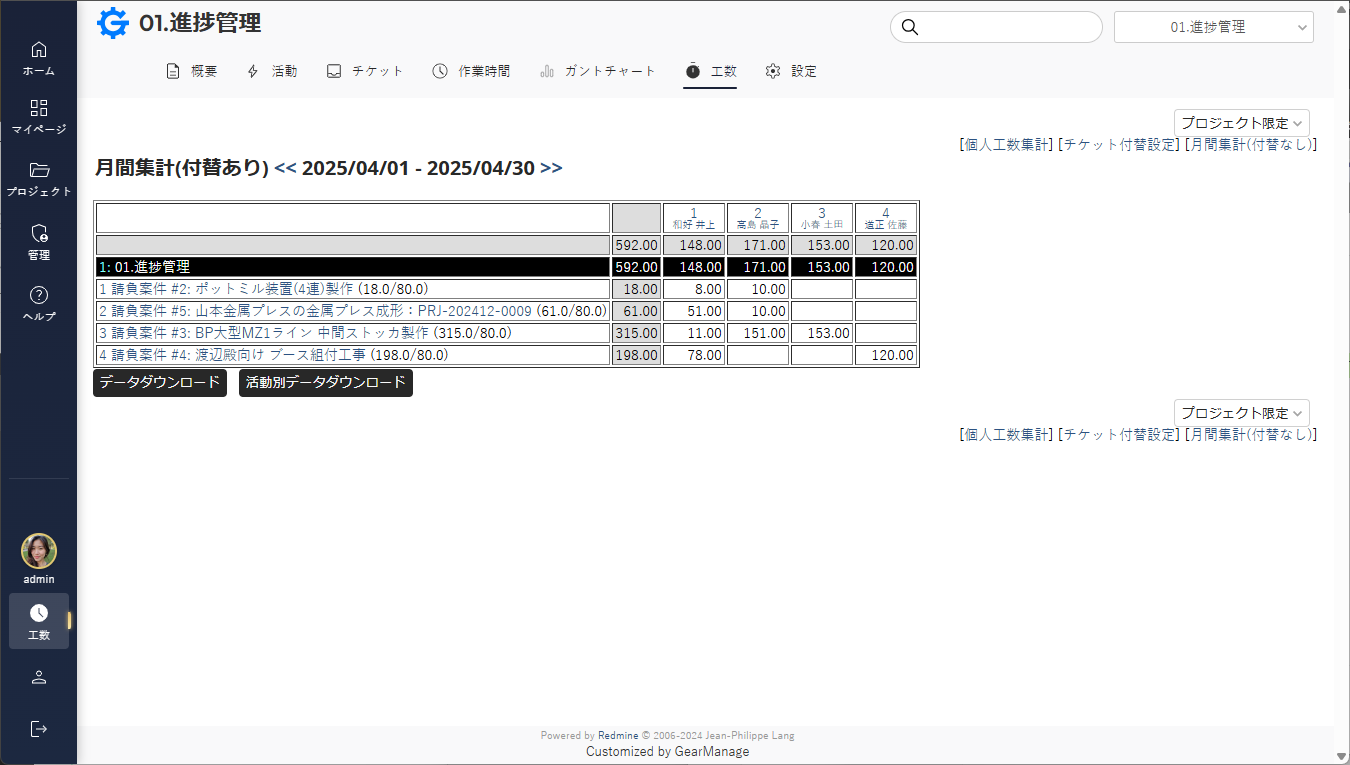 01.進捗管理
01.進捗管理
ホーム
マイページ
プロジェクト
管理
ヘルプ
admin
工数
概要 活動 チケット 作業時間 ガントチャート 工数 設定
プロジェクト限定
[個人工数集計] [チケット付替設定] [月間集計(付替なし)]
月間集計(付替あり) << 2025/04/01 - 2025/04/30 >>
1 2 3 4
和好 井上 高島 晶子 小春 土田 道正 佐藤
592.00 148.00 171.00 153.00 120.00
1: 01.進捗管理 592.00 148.00 171.00 153.00 120.00
1 請負案件 #2: ポットミル装置(4連)製作 (18.0/80.0) 18.00 8.00 10.00
2 請負案件 #5: 山本金属プレスの金属プレス成形：PRJ-202412-0009 (61.0/80.0) 61.00 51.00 10.00
3 請負案件 #3: BP大型MZ1ライン 中間ストッカ製作 (315.0/80.0) 315.00 11.00 151.00 153.00
4 請負案件 #4: 渡辺殿向け ブース組付工事 (198.0/80.0) 198.00 78.00 120.00
データダウンロード 活動別データダウンロード
プロジェクト限定
[個人工数集計] [チケット付替設定] [月間集計(付替なし)]
Powered by Redmine © 2006-2024 Jean-Philippe Lang
Customized by GearManage